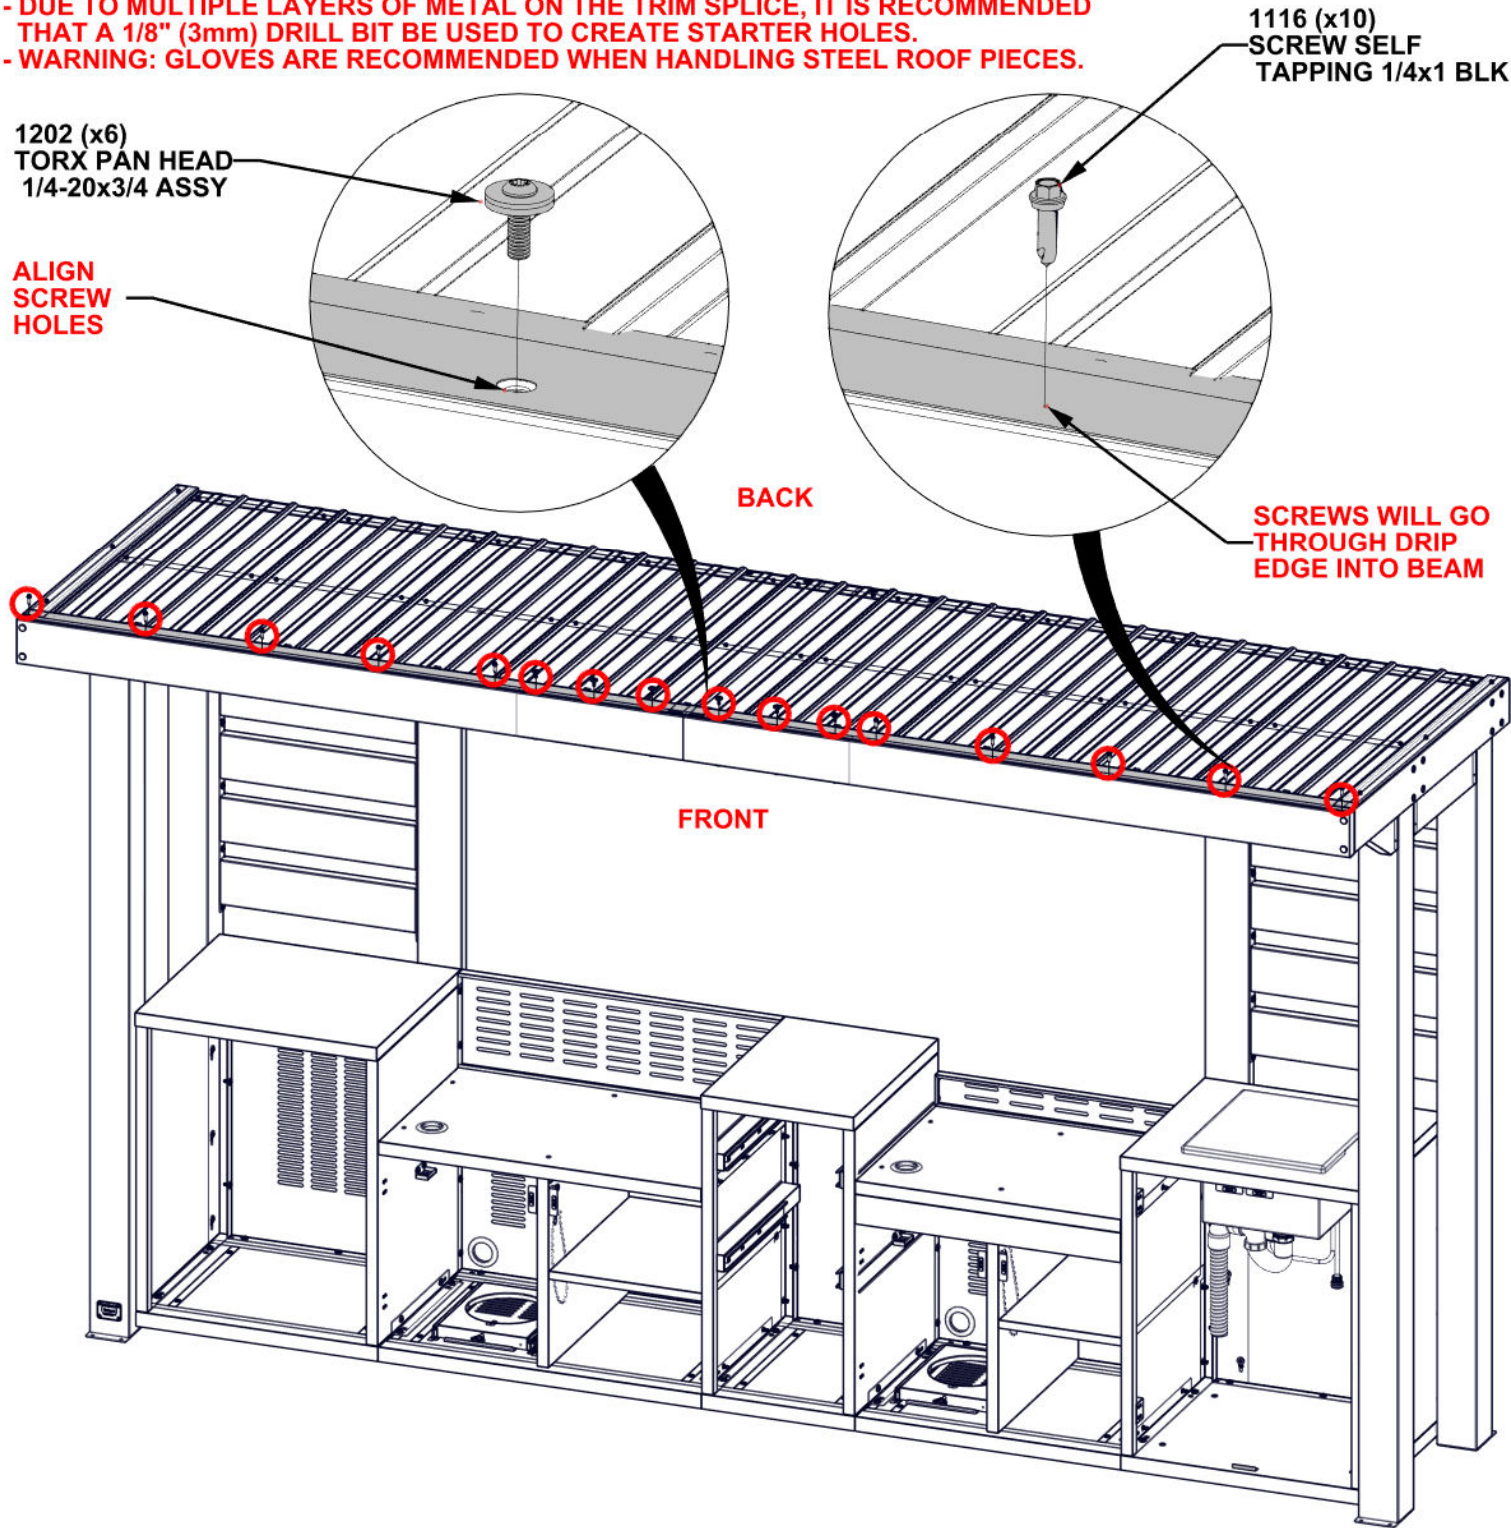 - DUE TO MULTIPLE LAYERS OF METAL ON THE TRIM SPLICE, IT IS RECOMMENDED
THAT A 1/8" (3mm) DRILL BIT BE USED TO CREATE STARTER HOLES.
- WARNING: GLOVES ARE RECOMMENDED WHEN HANDLING STEEL ROOF PIECES.
1116 (x10)
SCREW SELF
TAPPING 1/4x1 BLK
1202 (x6)
TORX PAN HEAD
1/4-20x3/4 ASSY
ALIGN
SCREW
HOLES
BACK
SCREWS WILL GO
THROUGH DRIP
EDGE INTO BEAM
FRONT